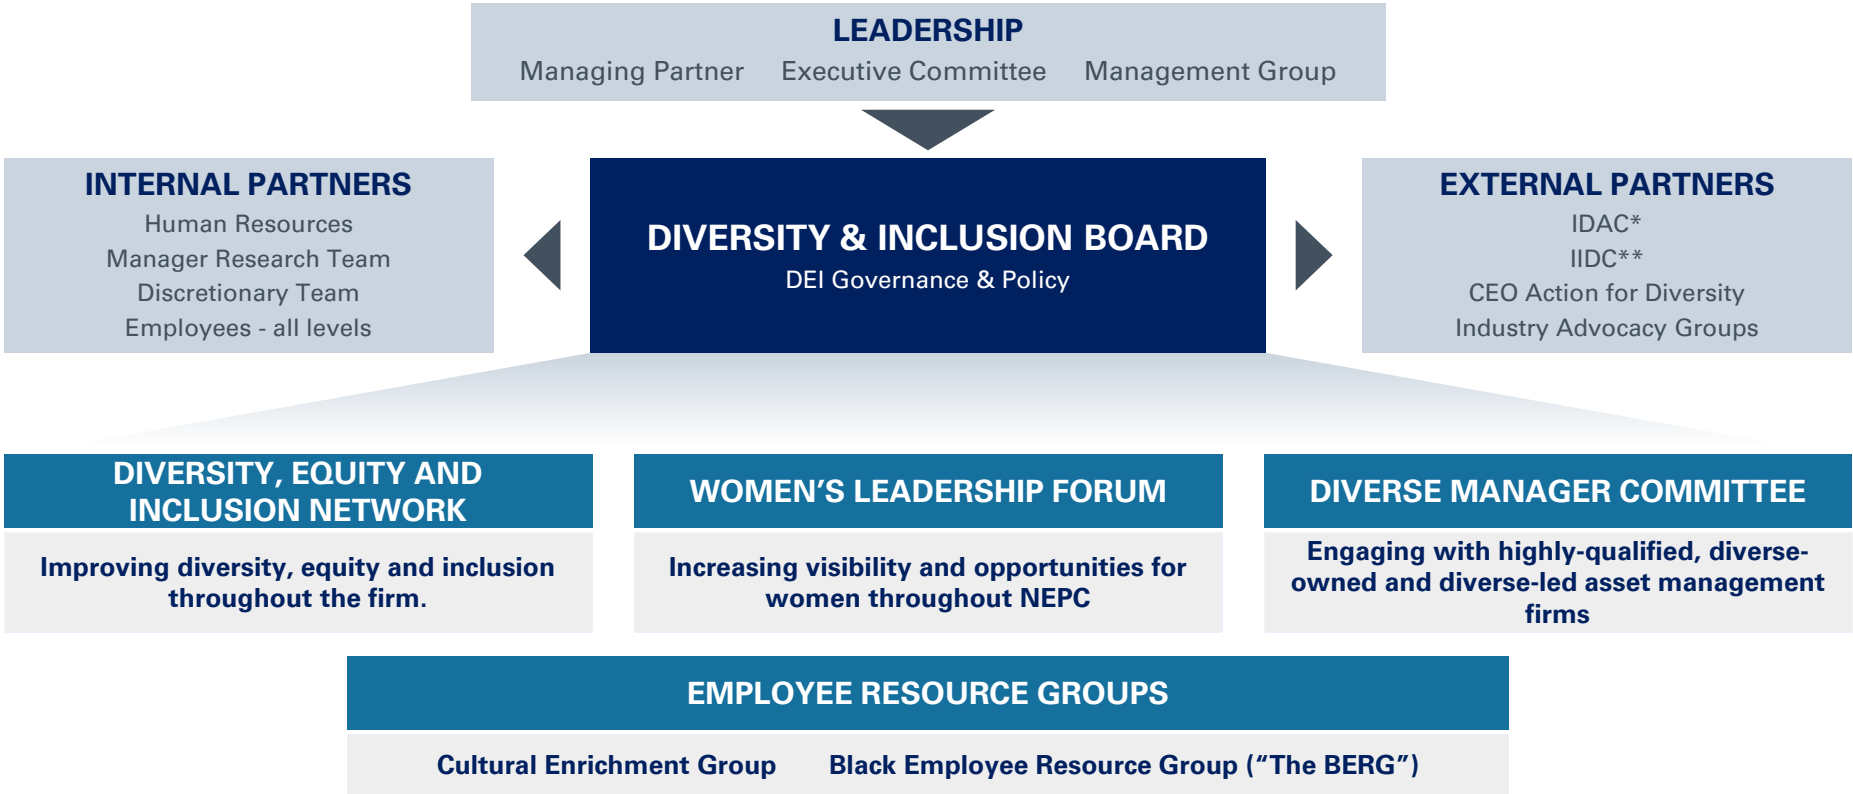 LEADERSHIP
Managing Partner Executive Committee Management Group
INTERNAL PARTNERS
Human Resources
Manager Research Team
Discretionary Team
Employees - all levels
DIVERSITY & INCLUSION BOARD
DEI Governance & Policy
EXTERNAL PARTNERS
IDAC*
IIDC**
CEO Action for Diversity
Industry Advocacy Groups
DIVERSITY, EQUITY AND
INCLUSION NETWORK
Improving diversity, equity and inclusion
throughout the firm.
WOMEN’S LEADERSHIP FORUM
Increasing visibility and opportunities for
women throughout NEPC
DIVERSE MANAGER COMMITTEE
Engaging with highly-qualified, diverse-
owned and diverse-led asset management
firms
EMPLOYEE RESOURCE GROUPS
Cultural Enrichment Group Black Employee Resource Group (“The BERG”)